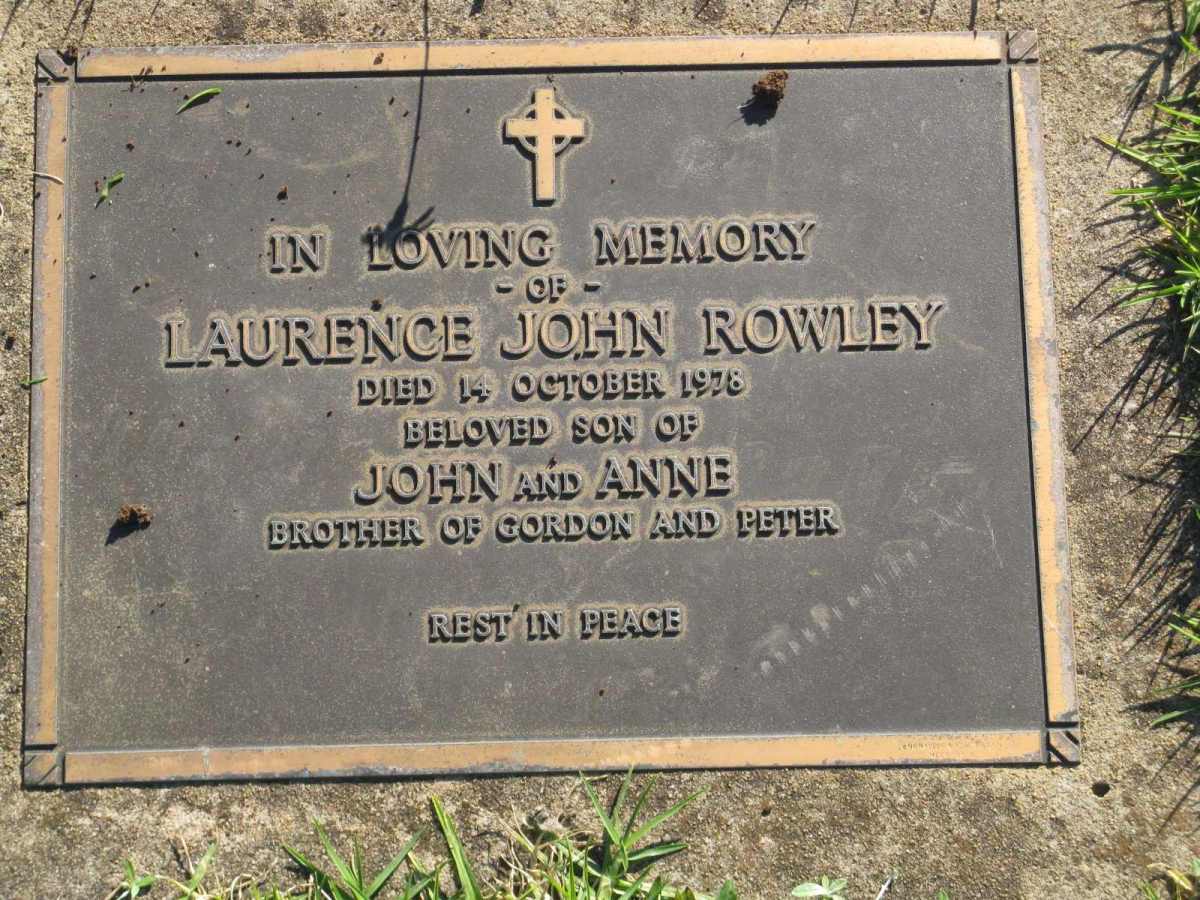 IN LOVING MEMORY
- OF -
LAURENCE JOHN ROWLEY
DIED 14 OCTOBER 1978
BELOVED SON OF
JOHN AND ANNE
BROTHER OF GORDON AND PETER
REST IN PEACE